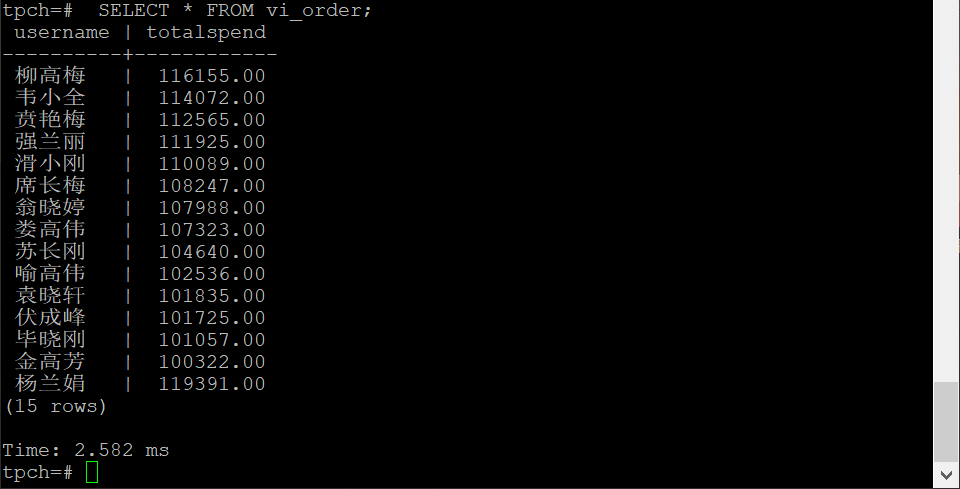 tpch=#  SELECT * FROM vi_order;
 username | totalspend
----------+------------
 柳高梅   |  116155.00
 韦小全   |  114072.00
 贲艳梅   |  112565.00
 强兰丽   |  111925.00
 滑小刚   |  110089.00
 席长梅   |  108247.00
 翁晓婷   |  107988.00
 娄高伟   |  107323.00
 苏长刚   |  104640.00
 喻高伟   |  102536.00
 袁晓轩   |  101835.00
 伏成峰   |  101725.00
 毕晓刚   |  101057.00
 金高芳   |  100322.00
 杨兰娟   |  119391.00
(15 rows)
Time: 2.582 ms
tpch=#